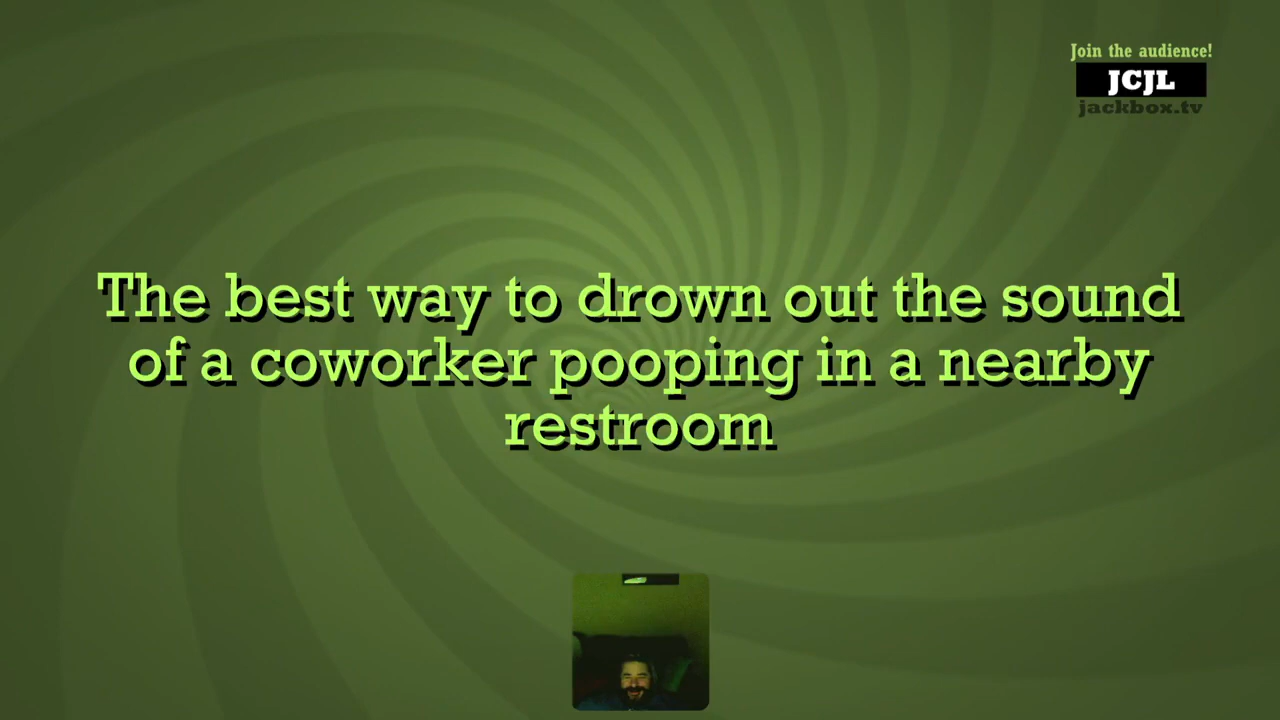 Join the audience!
JCJL
jackbox.tv
The best way to drown out the sound
of a coworker pooping in a nearby
restroom